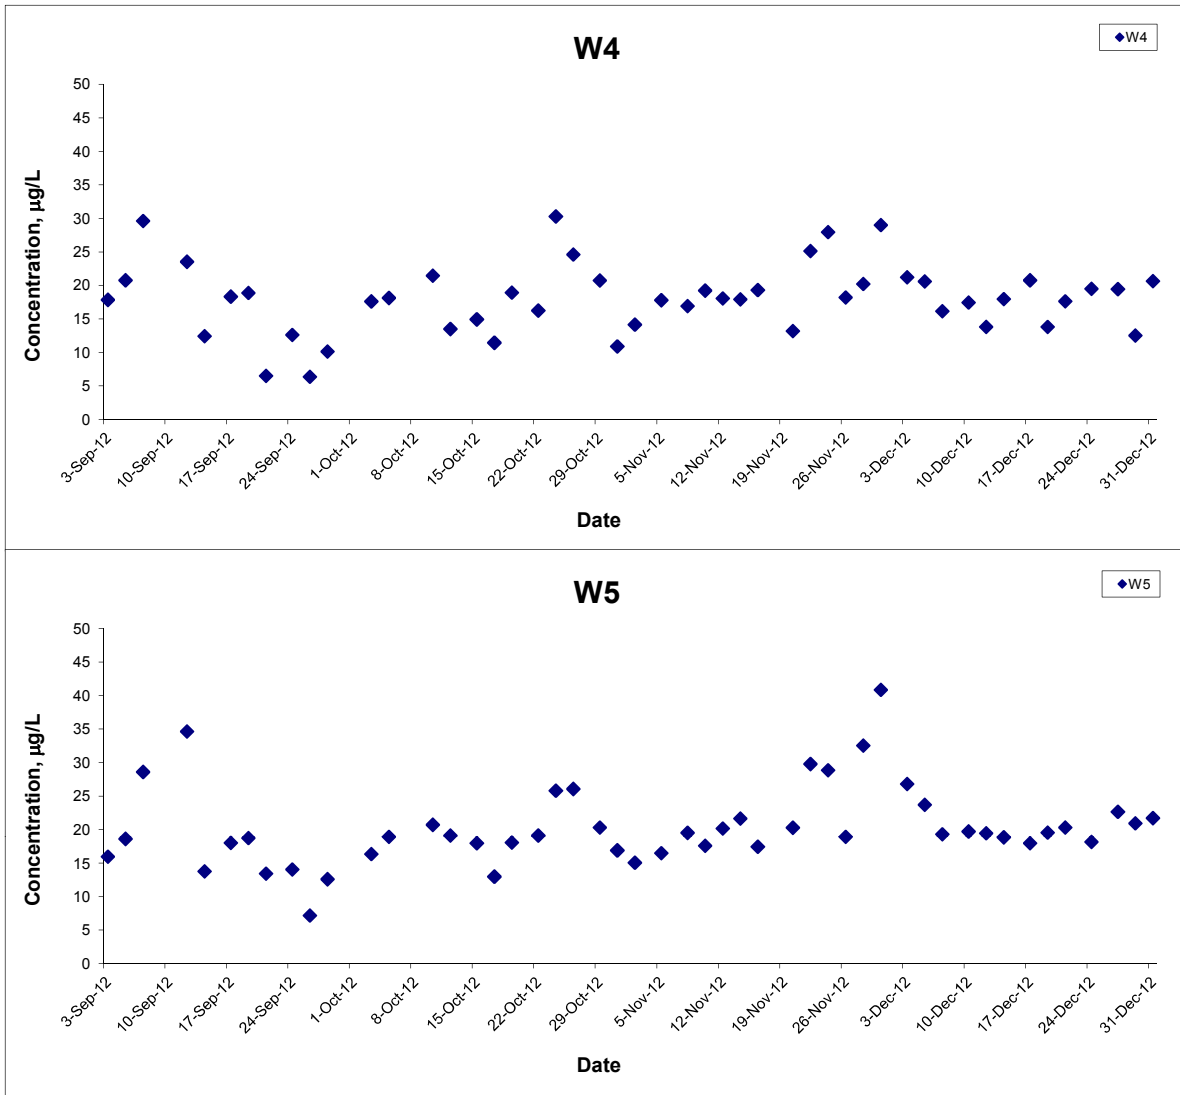 W4
W4
50
45
40
35
30
25
20
15
10
5
0
Concentration, µg/L
3-Sep-12
10-Sep-12
17-Sep-12
24-Sep-12
1-Oct-12
8-Oct-12
15-Oct-12
22-Oct-12
29-Oct-12
5-Nov-12
12-Nov-12
19-Nov-12
26-Nov-12
3-Dec-12
10-Dec-12
17-Dec-12
24-Dec-12
31-Dec-12
Date
W5
W5
50
45
40
35
30
25
20
15
10
5
0
Concentration, µg/L
3-Sep-12
10-Sep-12
17-Sep-12
24-Sep-12
1-Oct-12
8-Oct-12
15-Oct-12
22-Oct-12
29-Oct-12
5-Nov-12
12-Nov-12
19-Nov-12
26-Nov-12
3-Dec-12
10-Dec-12
17-Dec-12
24-Dec-12
31-Dec-12
Date